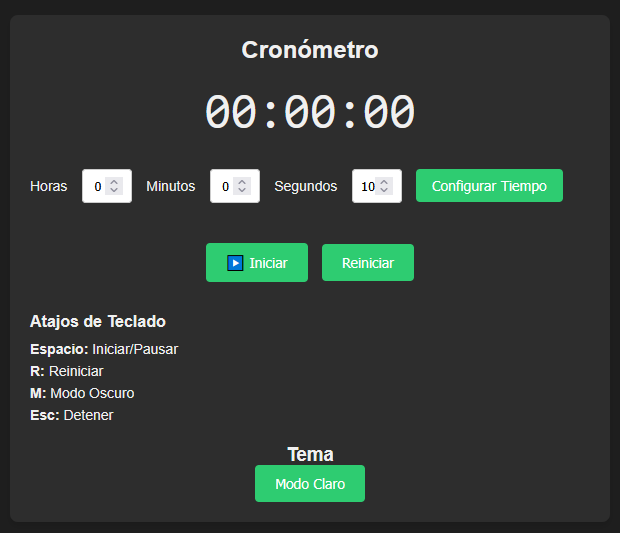 Cronómetro
00:00:00
Horas 0 Minutos 0 Segundos 10 Configurar Tiempo
▶️ Iniciar Reiniciar
Atajos de Teclado
Espacio: Iniciar/Pausar
R: Reiniciar
M: Modo Oscuro
Esc: Detener
Tema
Modo Claro